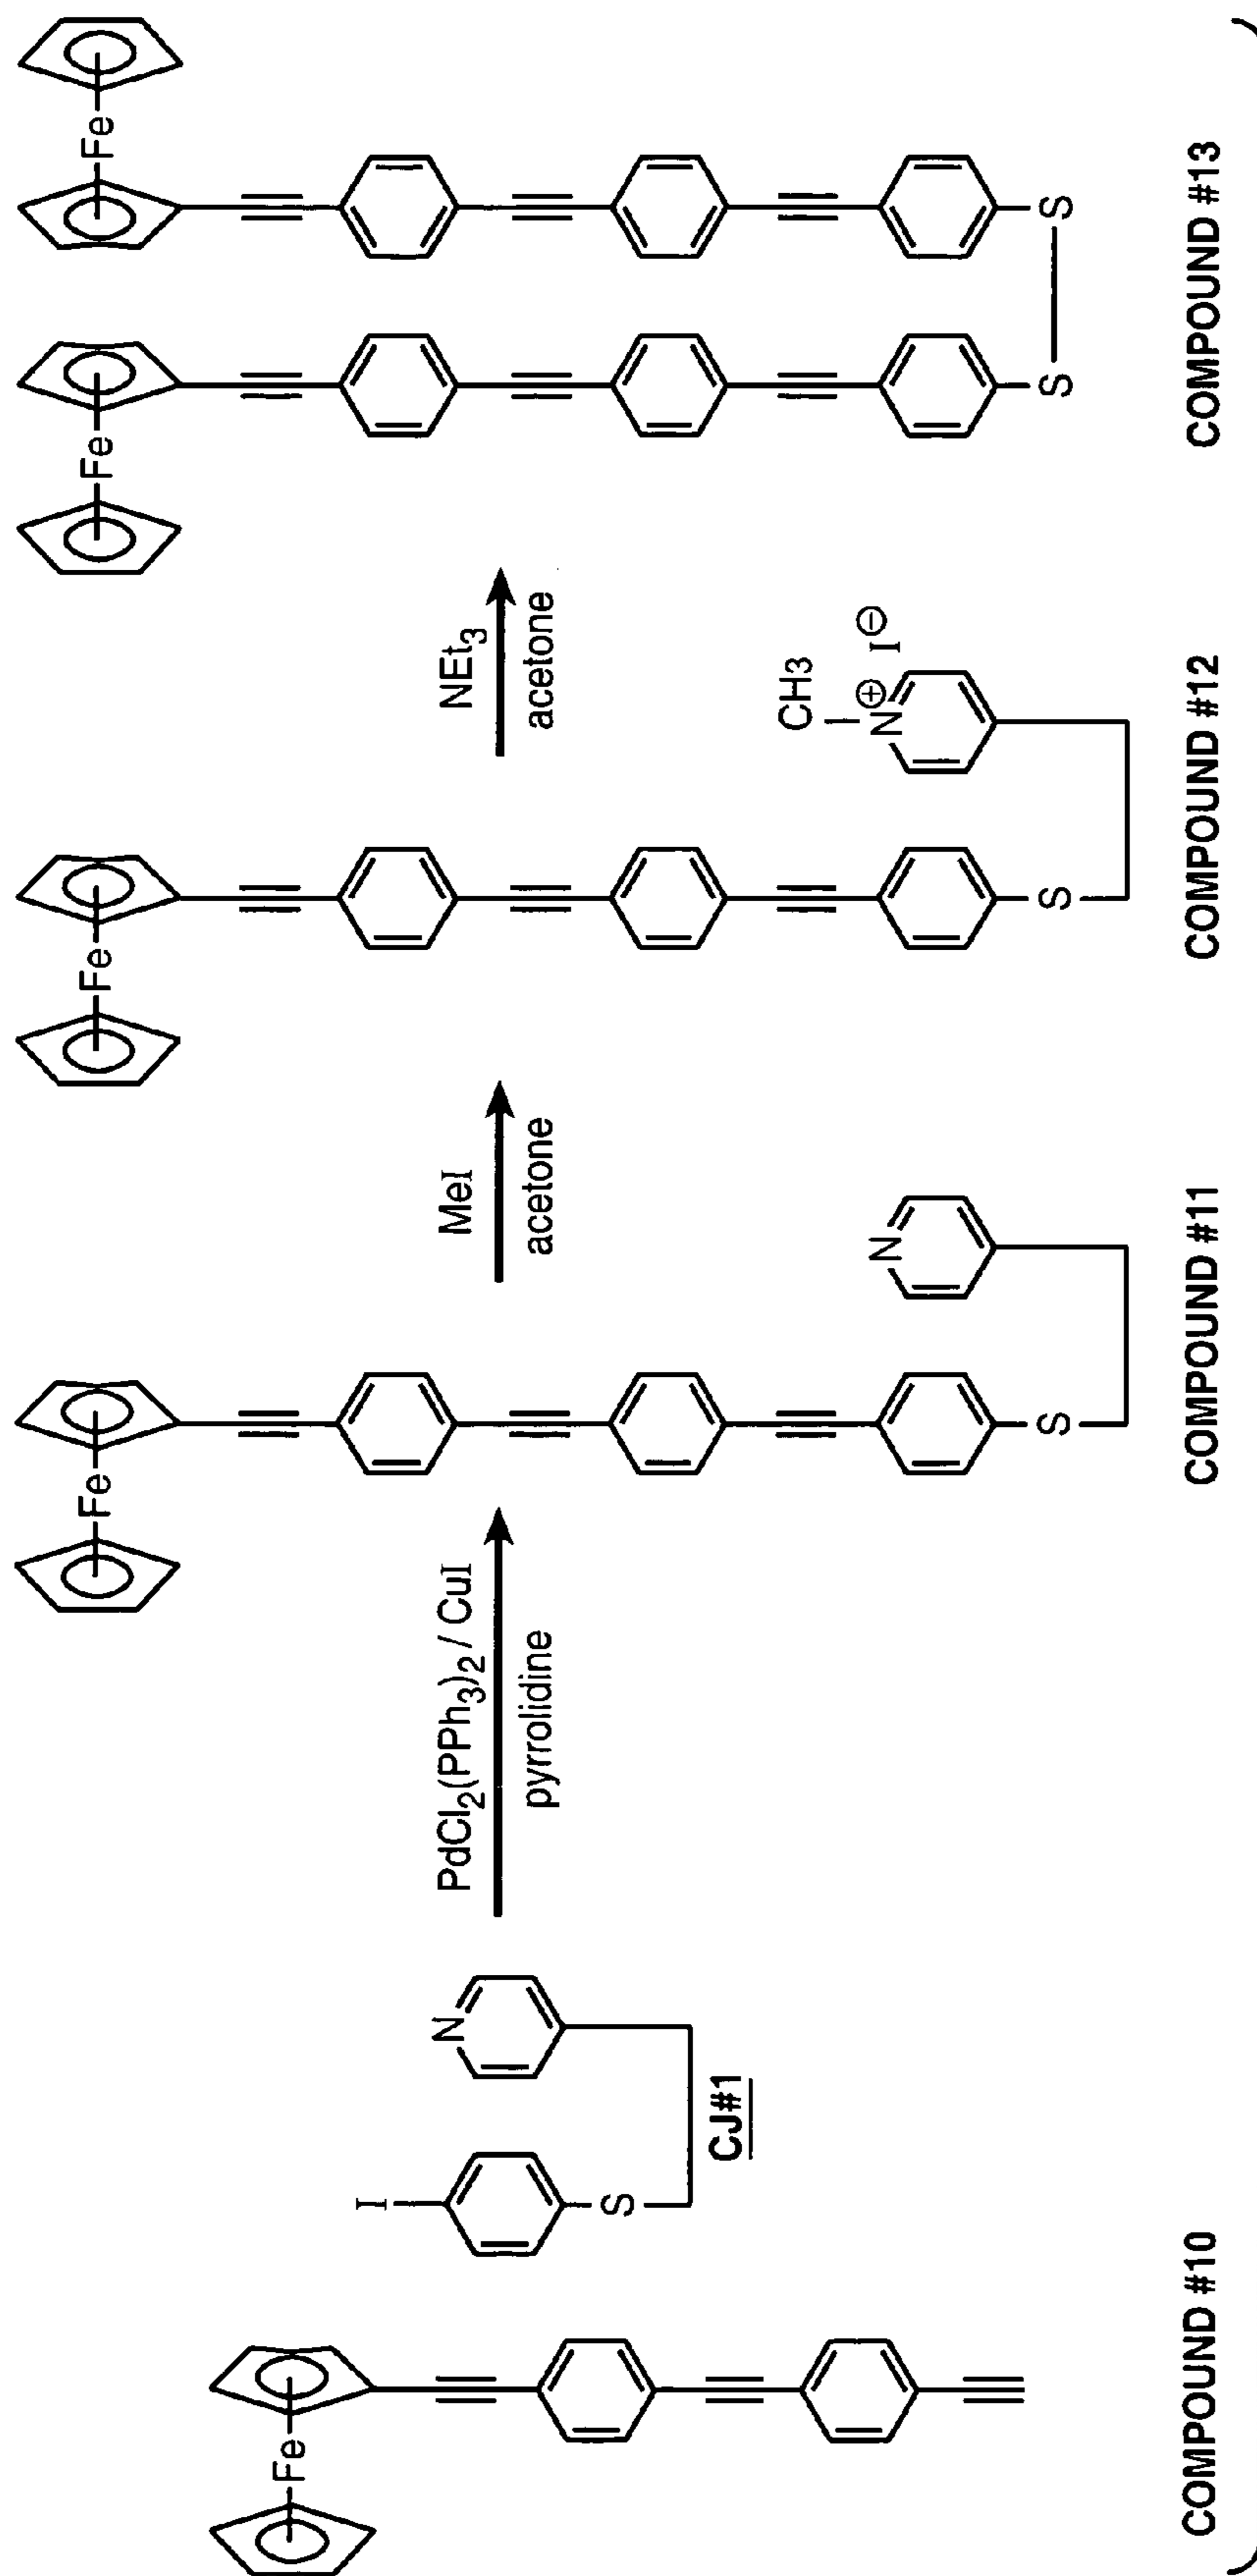 Fe
COMPOUND #10
I
S
N
CJ#1
PdCl2(PPh3)2 / CuI
pyrrolidine
Fe
S
N
COMPOUND #11
MeI
acetone
Fe
S
CH3
N⊕
I⊖
COMPOUND #12
NEt3
acetone
Fe
Fe
S
S
COMPOUND #13